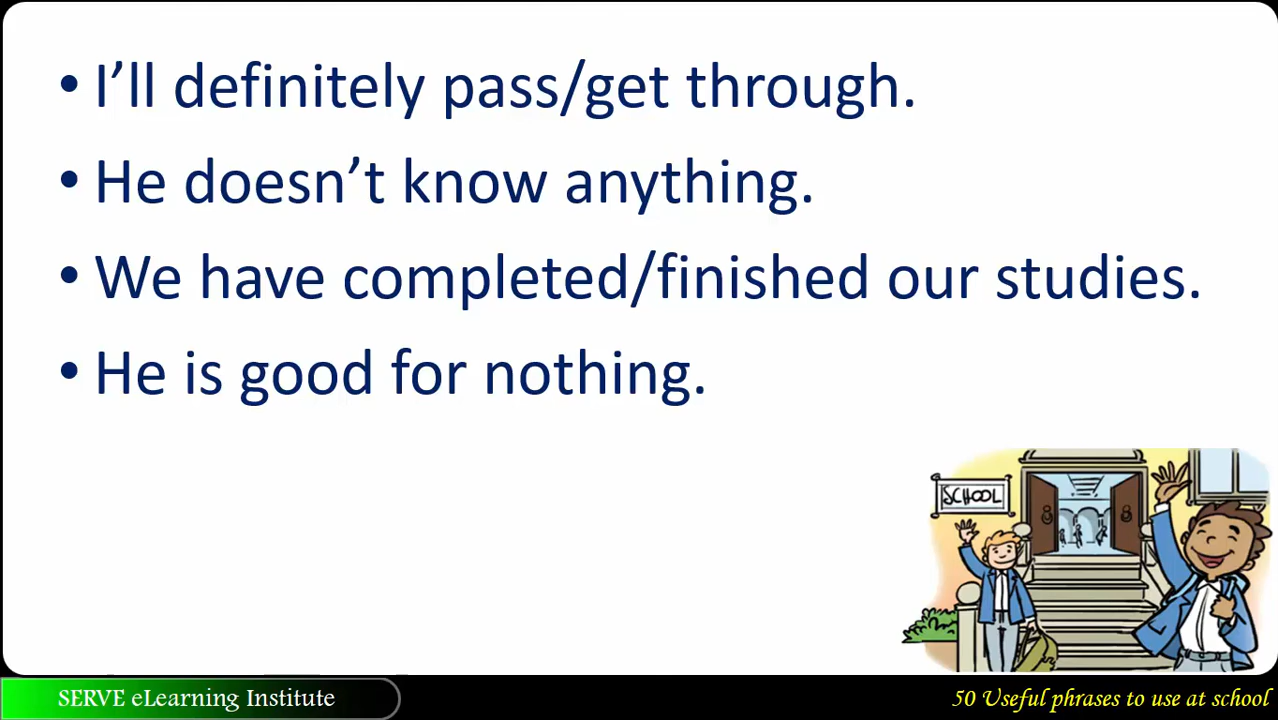 • I’ll definitely pass/get through.
• He doesn’t know anything.
• We have completed/finished our studies.
• He is good for nothing.
SCHOOL
SERVE eLearning Institute
50 Useful phrases to use at school